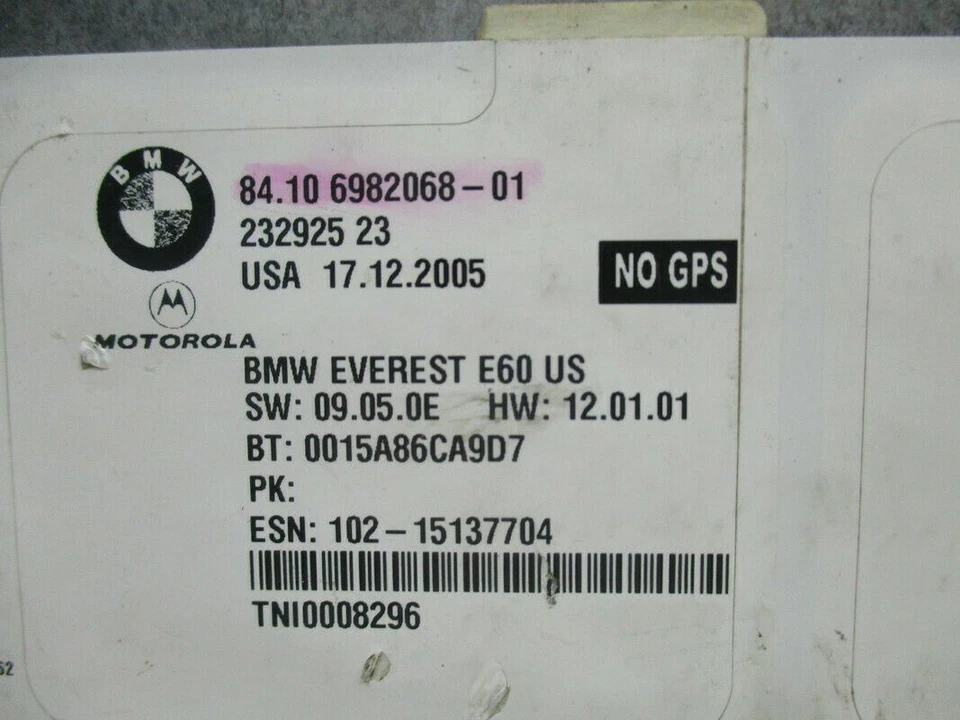 BMW
84.10 6982068-01
232925 23
USA 17.12.2005
NO GPS
MOTOROLA
BMW EVEREST E60 US
SW: 09.05.0E HW: 12.01.01
BT: 0015A86CA9D7
PK:
ESN: 102-15137704
TNI0008296
52